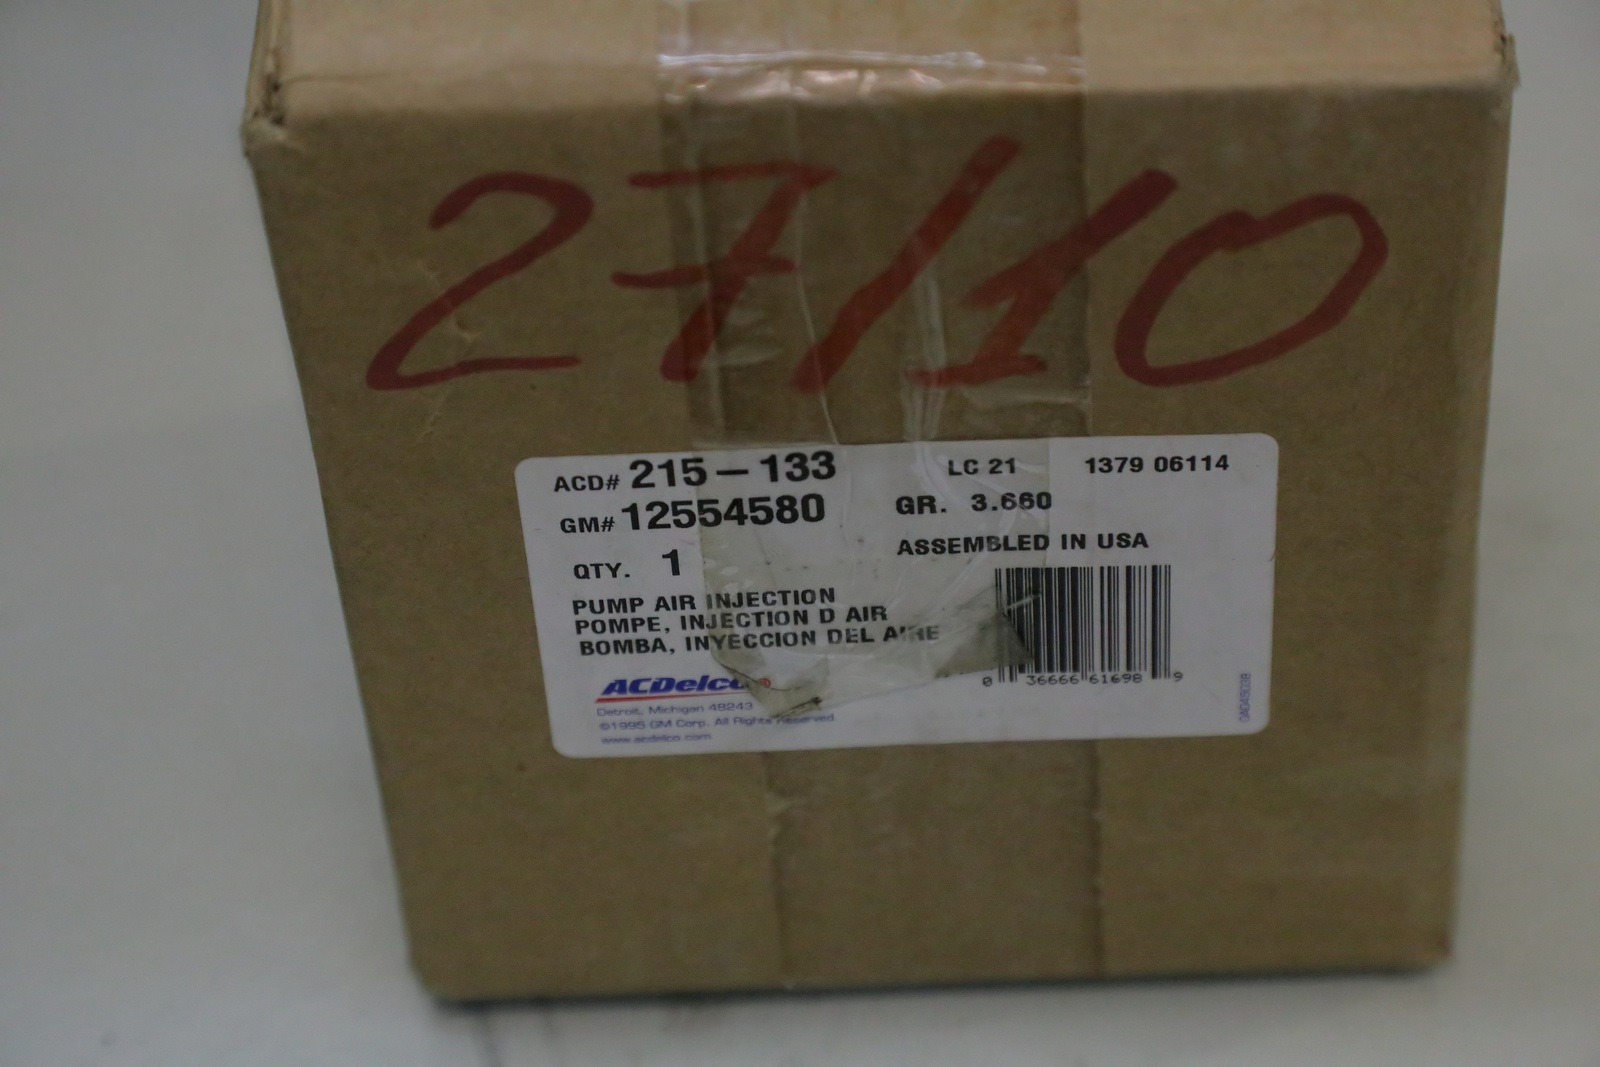 27/10
ACD# 215-133 LC 21 1379 06114
GM# 12554580 GR. 3.660
ASSEMBLED IN USA
QTY. 1
PUMP AIR INJECTION
POMPE, INJECTION D AIR
BOMBA, INYECCION DEL AIRE
0 36666 61698 9
ACDelco®
Detroit, Michigan 48243
©1995 GM Corp. All Rights Reserved
www.acdelco.com